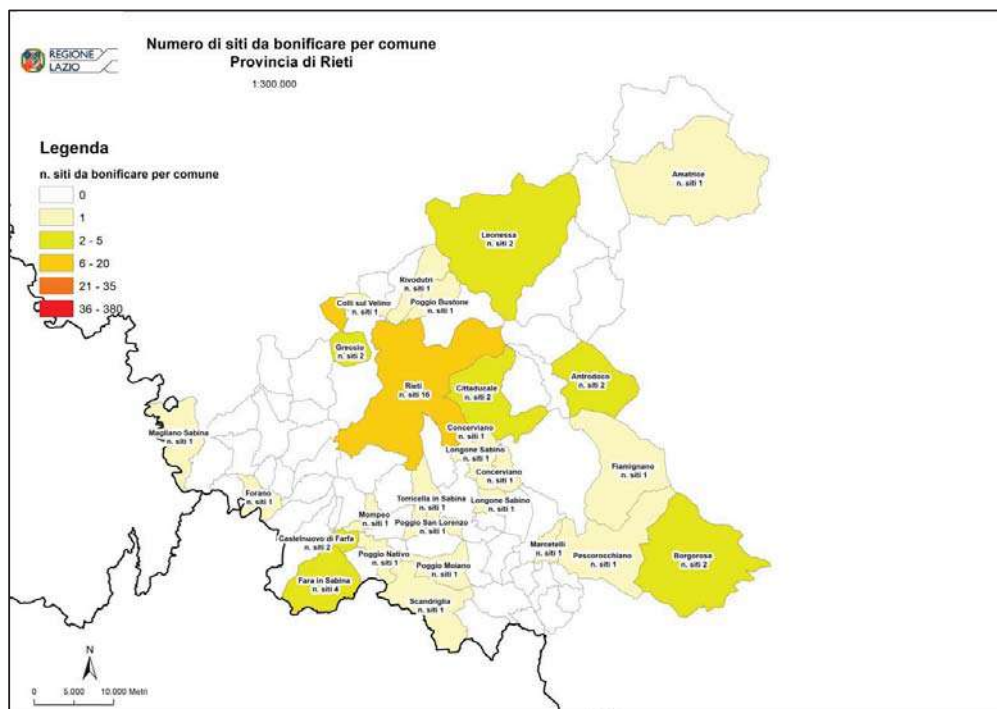 REGIONE
LAZIO
Numero di siti da bonificare per comune
Provincia di Rieti
1:300.000
Legenda
n. siti da bonificare per comune
0
1
2 - 5
6 - 20
21 - 35
36 - 380
Amatrice
n. siti 1
Leonessa
n. siti 2
Rivodutri
n. siti 1
Colli sul Velino
n. siti 1
Poggio Bustone
n. siti 1
Greccio
n. siti 2
Rieti
n. siti 16
Cittaducale
n. siti 2
Antrodoco
n. siti 2
Magliano Sabina
n. siti 1
Concerviano
n. siti 1
Longone Sabino
n. siti 1
Concerviano
n. siti 1
Fiamignano
n. siti 1
Forano
n. siti 1
Torricella in Sabina
n. siti 1
Longone Sabino
n. siti 1
Mompeo
n. siti 1
Poggio San Lorenzo
n. siti 1
Castelnuovo di Farfa
n. siti 2
Poggio Nativo
n. siti 1
Poggio Moiano
n. siti 1
Marcetelli
n. siti 1
Pescorocchiano
n. siti 1
Borgorose
n. siti 2
Fara in Sabina
n. siti 4
Scandriglia
n. siti 1
N
0 5.000 10.000 Metri